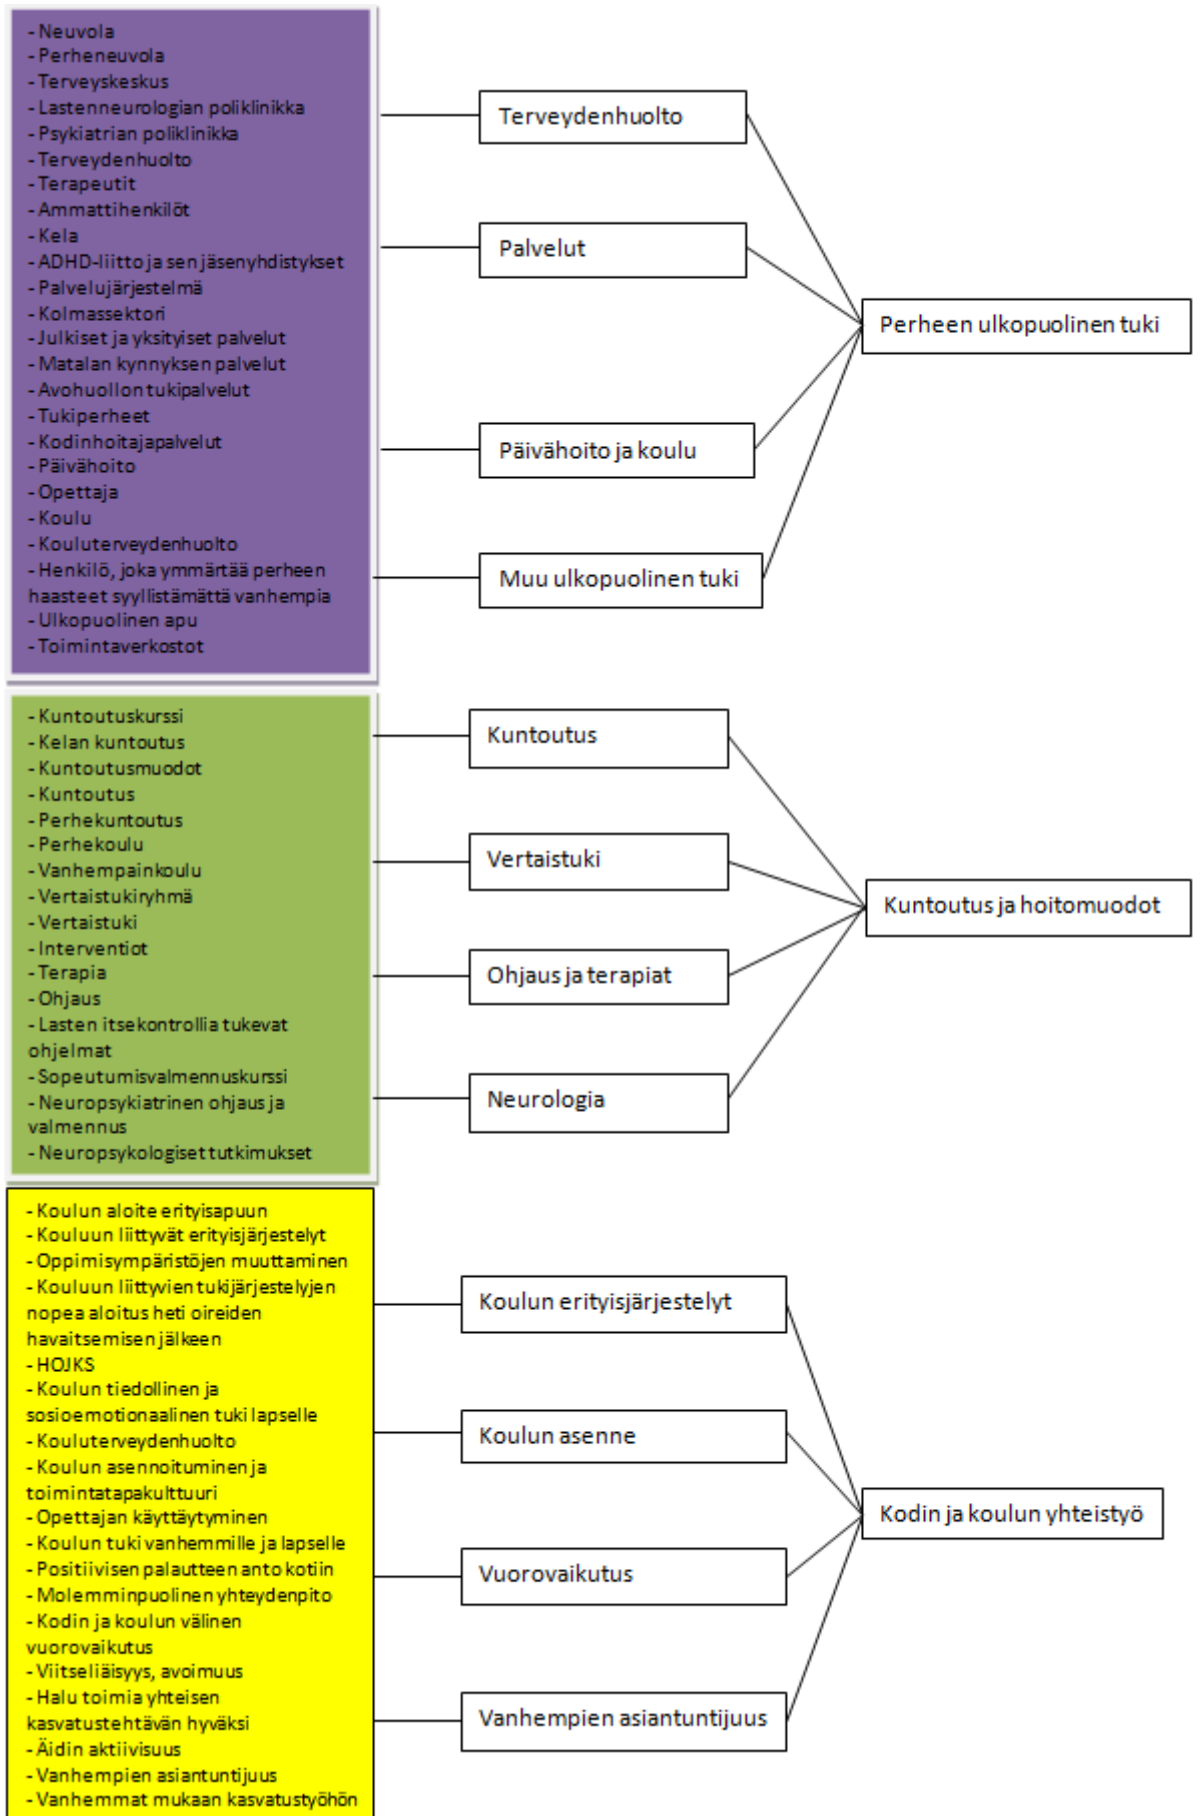 - Neuvola
- Perheneuvola
- Terveyskeskus
- Lastenneurologian poliklinikka
- Psykiatrian poliklinikka
- Terveydenhuolto
- Terapeutit
- Ammattihenkilöt
- Kela
- ADHD-liitto ja sen jäsenyhdistykset
- Palvelujärjestelmä
- Kolmassektori
- Julkiset ja yksityiset palvelut
- Matalan kynnyksen palvelut
- Avohuollon tukipalvelut
- Tukiperheet
- Kodinhoitajapalvelut
- Päivähoito
- Opettaja
- Koulu
- Kouluterveydenhuolto
- Henkilö, joka ymmärtää perheen
haasteet syyllistämättä vanhempia
- Ulkopuolinen apu
- Toimintaverkostot
Terveydenhuolto
Palvelut
Päivähoito ja koulu
Muu ulkopuolinen tuki
Perheen ulkopuolinen tuki
- Kuntoutuskurssi
- Kelan kuntoutus
- Kuntoutusmuodot
- Kuntoutus
- Perhekuntoutus
- Perhekoulu
- Vanhempainkoulu
- Vertaistukiryhmä
- Vertaistuki
- Interventiot
- Terapia
- Ohjaus
- Lasten itsekontrollia tukevat
ohjelmat
- Sopeutumisvalmennuskurssi
- Neuropsykiatrinen ohjaus ja
valmennus
- Neuropsykologiset tutkimukset
Kuntoutus
Vertaistuki
Ohjaus ja terapiat
Neurologia
Kuntoutus ja hoitomuodot
- Koulun aloite erityisapuun
- Kouluun liittyvät erityisjärjestelyt
- Oppimisympäristöjen muuttaminen
- Kouluun liittyvien tukijärjestelyjen
nopea aloitus heti oireiden
havaitsemisen jälkeen
- HOJKS
- Koulun tiedollinen ja
sosioemotionaalinen tuki lapselle
- Kouluterveydenhuolto
- Koulun asennoituminen ja
toimintatapakulttuuri
- Opettajan käyttäytyminen
- Koulun tuki vanhemmille ja lapselle
- Positiivisen palautteen anto kotiin
- Molemminpuolinen yhteydenpito
- Kodin ja koulun välinen
vuorovaikutus
- Viitseliäisyys, avoimuus
- Halu toimia yhteisen
kasvatustehtävän hyväksi
- Äidin aktiivisuus
- Vanhempien asiantuntijuus
- Vanhemmat mukaan kasvatustyöhön
Koulun erityisjärjestelyt
Koulun asenne
Vuorovaikutus
Vanhempien asiantuntijuus
Kodin ja koulun yhteistyö